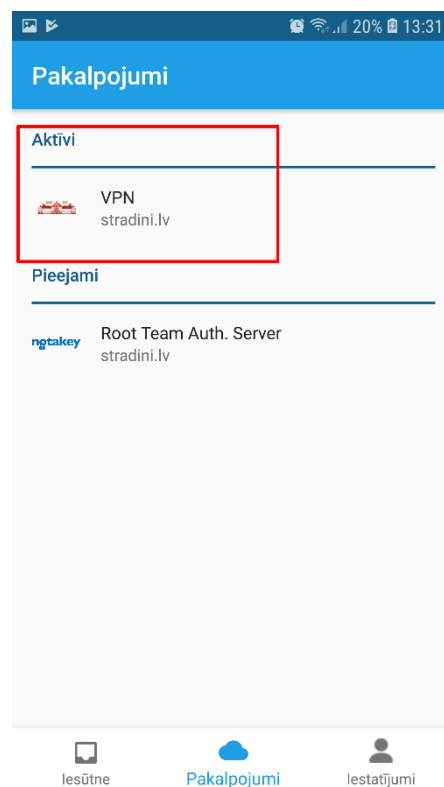 20% 13:31
Pakalpojumi
Aktīvi
VPN
stradini.lv
Pieejami
notakey
Root Team Auth. Server
stradini.lv
Iesūtne
Pakalpojumi
Iestatījumi